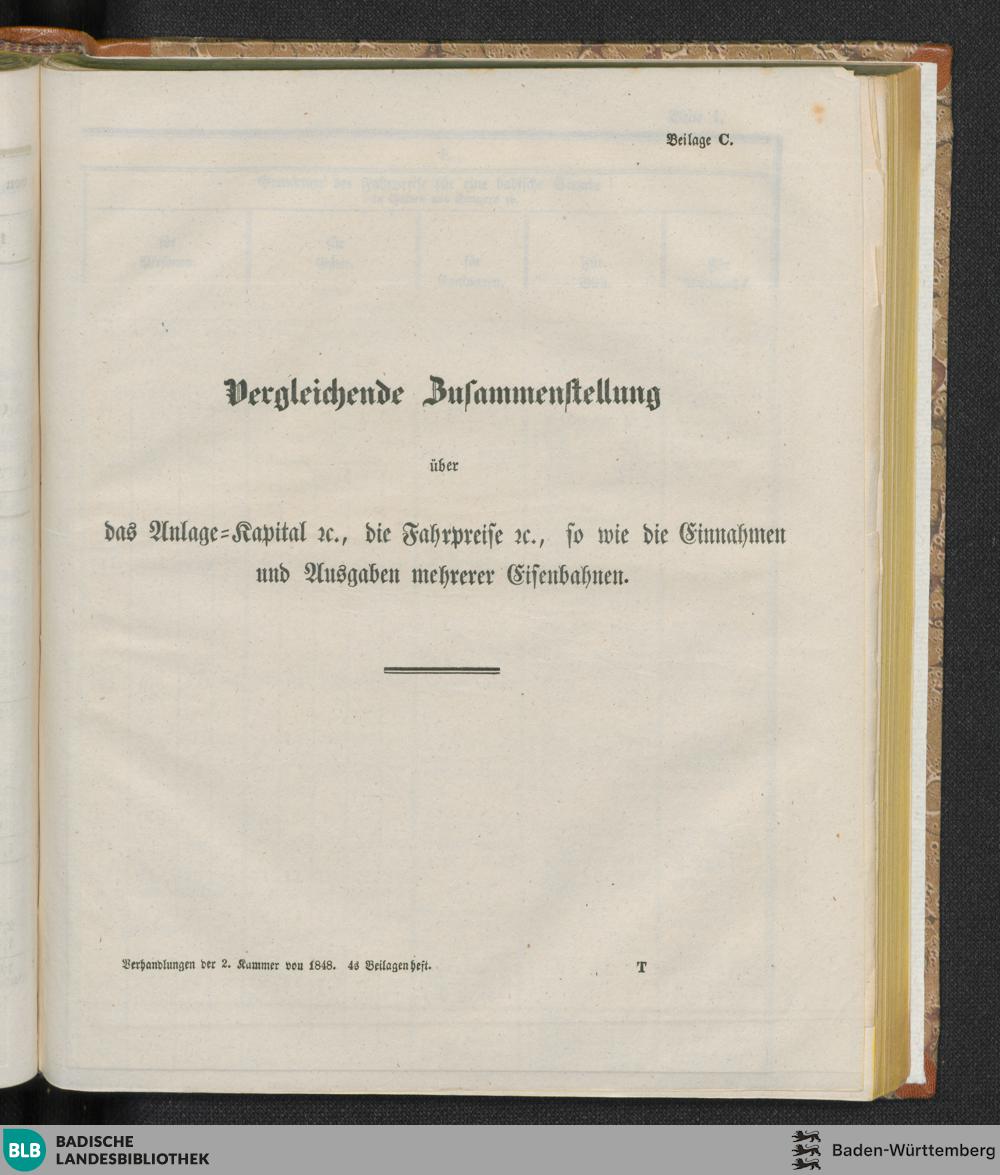 Beilage C.
Vergleichende Zusammenstellung
über
das Anlage=Kapital ꝛc., die Fahrpreise ꝛc., so wie die Einnahmen
und Ausgaben mehrerer Eisenbahnen.
Verhandlungen der 2. Kammer von 1848. 4s Beilagenheft.
T
BLB BADISCHE
LANDESBIBLIOTHEK
Baden-Württemberg